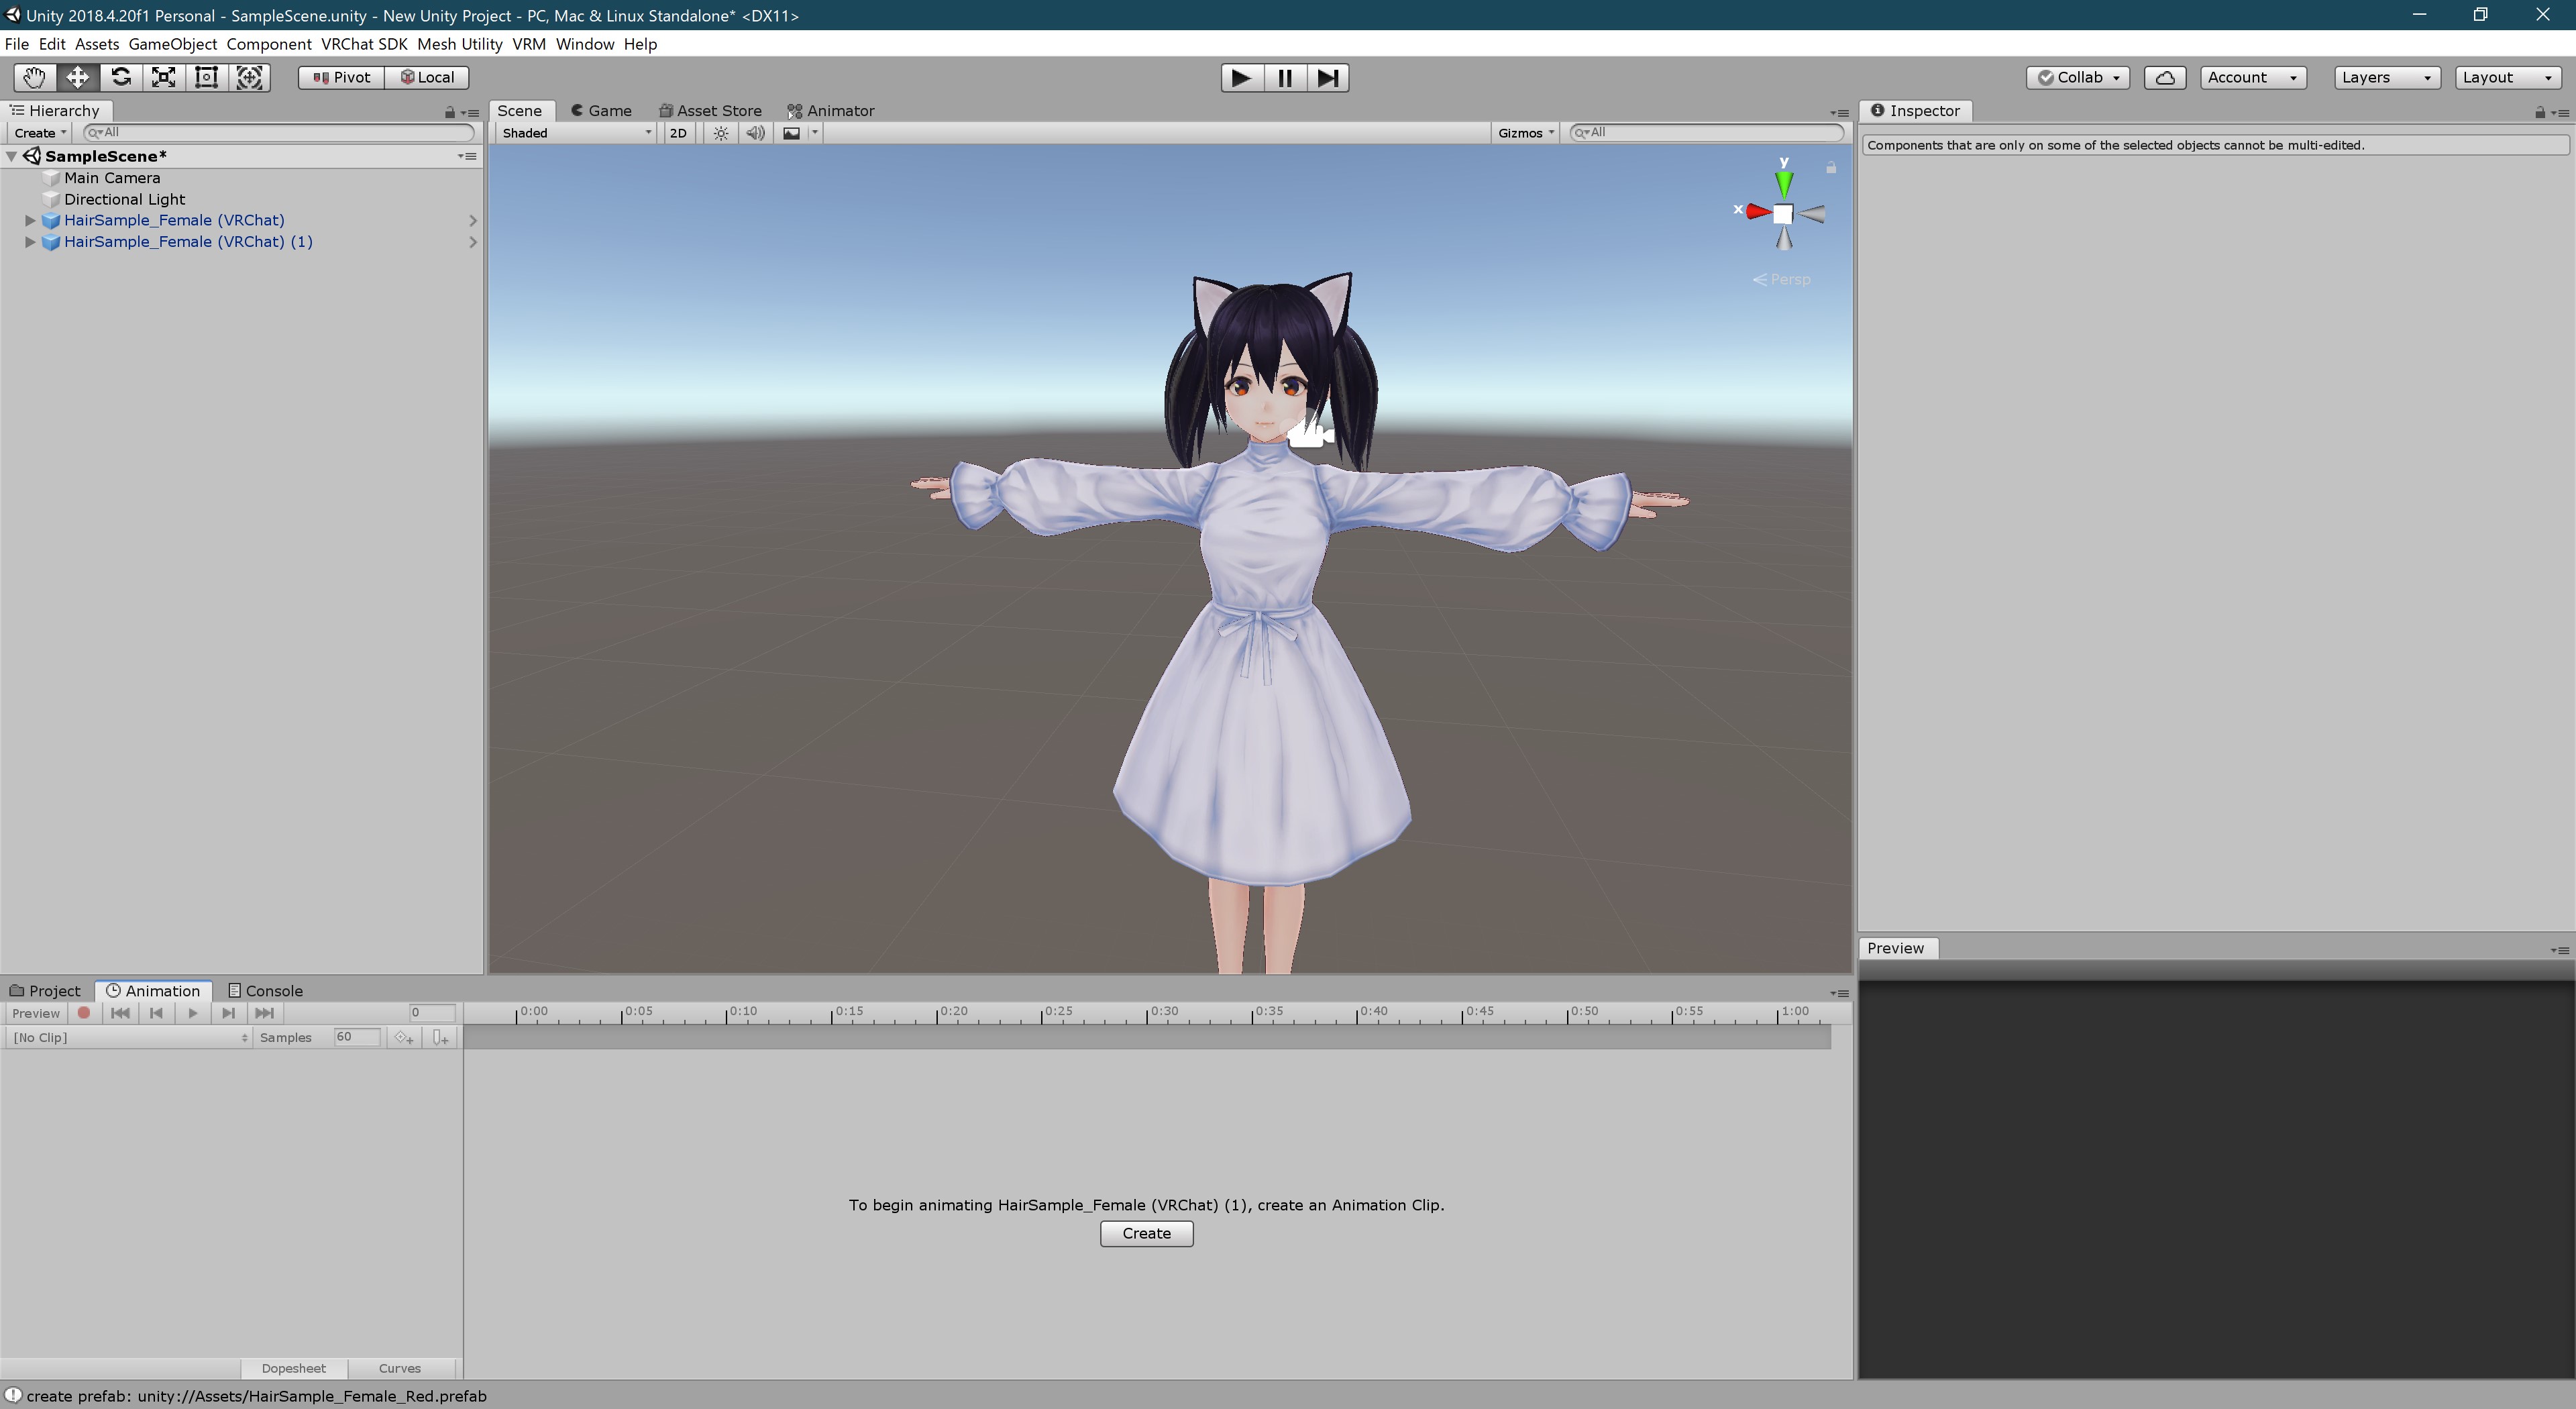 Unity 2018.4.20f1 Personal - SampleScene.unity - New Unity Project - PC, Mac & Linux Standalone* <DX11>
File Edit Assets GameObject Component VRChat SDK Mesh Utility VRM Window Help
Pivot Local Collab Account Layers Layout
Hierarchy
Create All
SampleScene*
Main Camera
Directional Light
HairSample_Female (VRChat)
HairSample_Female (VRChat) (1)
Scene Game Asset Store Animator
Shaded 2D Gizmos All
y
x
Persp
Inspector
Components that are only on some of the selected objects cannot be multi-edited.
Preview
Project Animation Console
Preview 0 0:00 0:05 0:10 0:15 0:20 0:25 0:30 0:35 0:40 0:45 0:50 0:55 1:00
[No Clip] Samples 60
To begin animating HairSample_Female (VRChat) (1), create an Animation Clip.
Create
Dopesheet Curves
create prefab: unity://Assets/HairSample_Female_Red.prefab